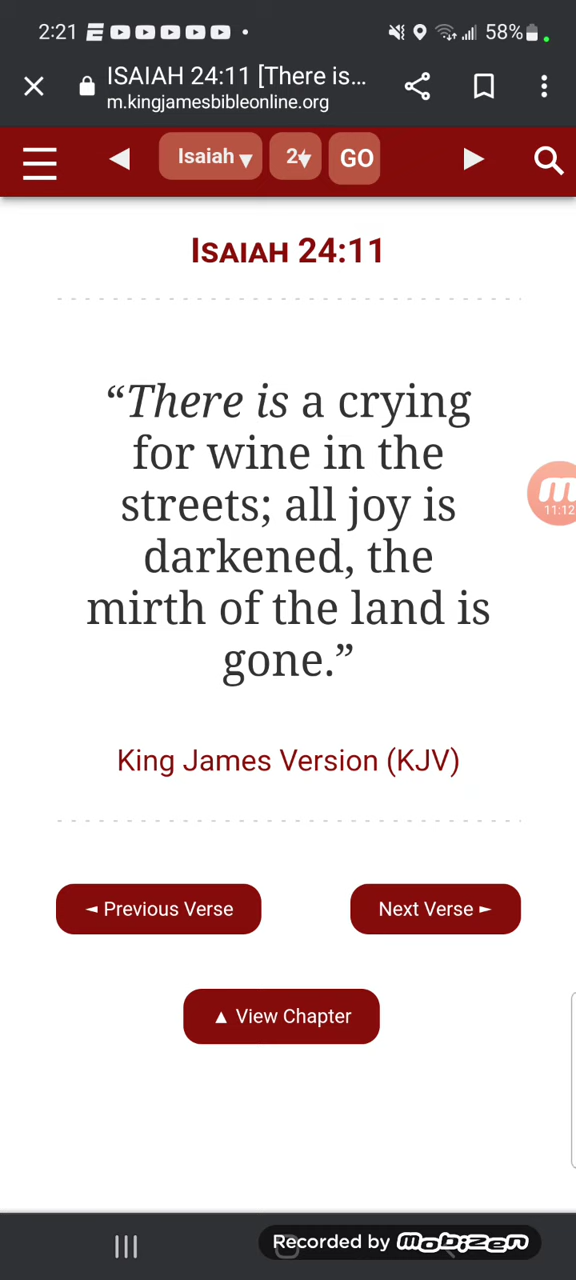 2:21 58%
ISAIAH 24:11 [There is...
m.kingjamesbibleonline.org
Isaiah GO
ISAIAH 24:11
“There is a crying
for wine in the
streets; all joy is
darkened, the
mirth of the land is
gone.”
11:12
King James Version (KJV)
◄ Previous Verse
Next Verse ►
▲ View Chapter
Recorded by mobizen